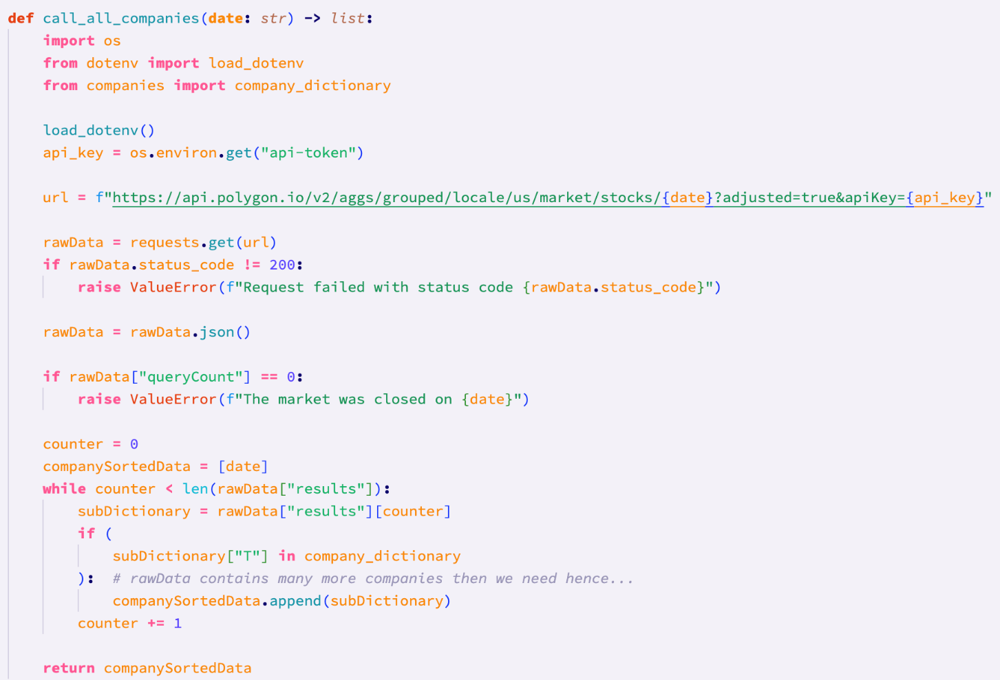 def call_all_companies(date: str) -> list:
    import os
    from dotenv import load_dotenv
    from companies import company_dictionary

    load_dotenv()
    api_key = os.environ.get("api-token")

    url = f"https://api.polygon.io/v2/aggs/grouped/locale/us/market/stocks/{date}?adjusted=true&apiKey={api_key}"

    rawData = requests.get(url)
    if rawData.status_code != 200:
        raise ValueError(f"Request failed with status code {rawData.status_code}")

    rawData = rawData.json()

    if rawData["queryCount"] == 0:
        raise ValueError(f"The market was closed on {date}")

    counter = 0
    companySortedData = [date]
    while counter < len(rawData["results"]):
        subDictionary = rawData["results"][counter]
        if (
            subDictionary["T"] in company_dictionary
        ):  # rawData contains many more companies then we need hence...
            companySortedData.append(subDictionary)
        counter += 1

    return companySortedData